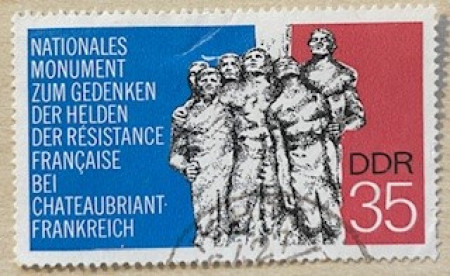 NATIONALES
MONUMENT
ZUM GEDENKEN
DER HELDEN
DER RÉSISTANCE
FRANÇAISE
BEI
CHATEAUBRIANT-
FRANKREICH
DDR
35